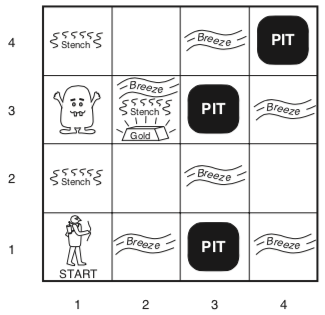 4
Stench
Breeze
PIT
3
Breeze
Stench
Gold
PIT
Breeze
2
Stench
Breeze
1
START
Breeze
PIT
Breeze
1 2 3 4